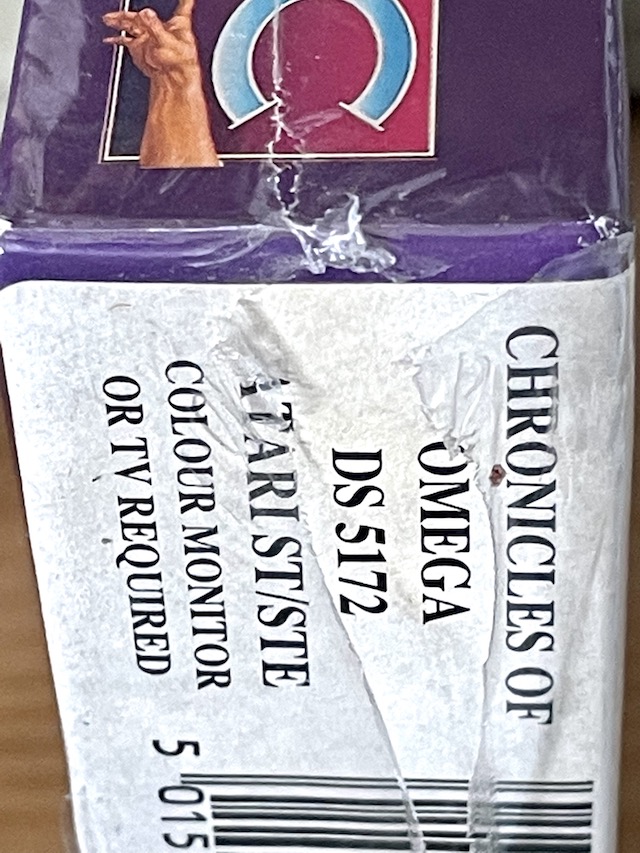 CHRONICLES OF
OMEGA
DS 5172
ATARI ST/STE
COLOUR MONITOR
OR TV REQUIRED
5 015